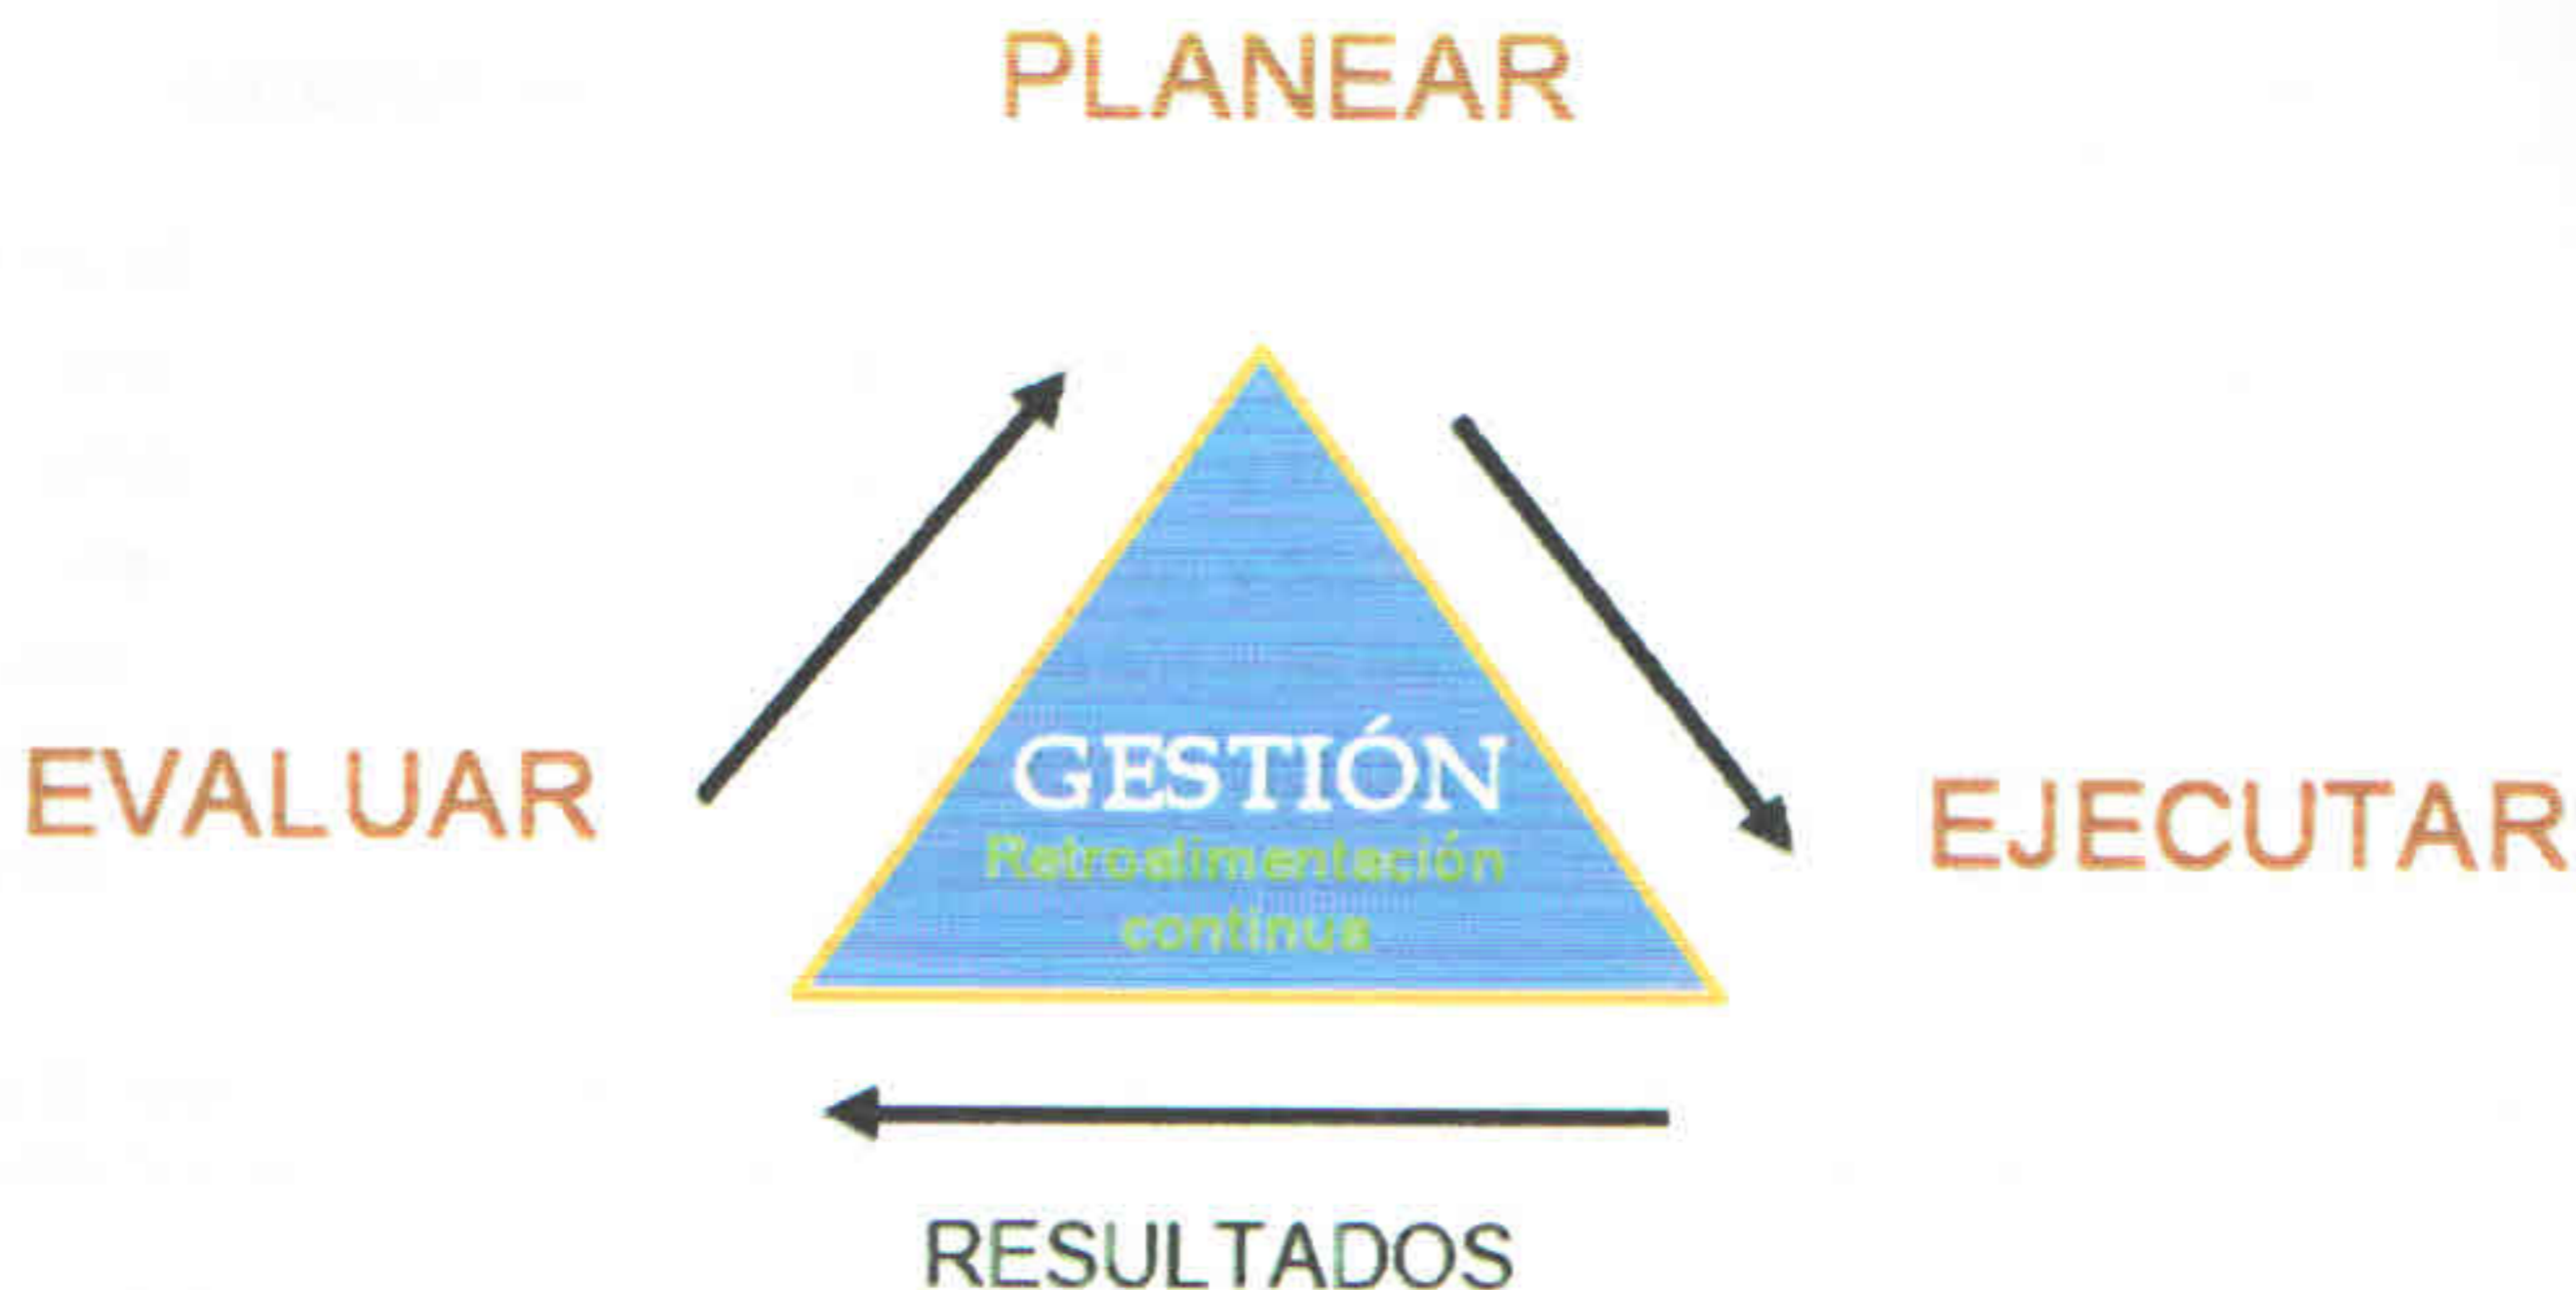 PLANEAR
EVALUAR
GESTIÓN
Retroalimentación
continua
EJECUTAR
RESULTADOS